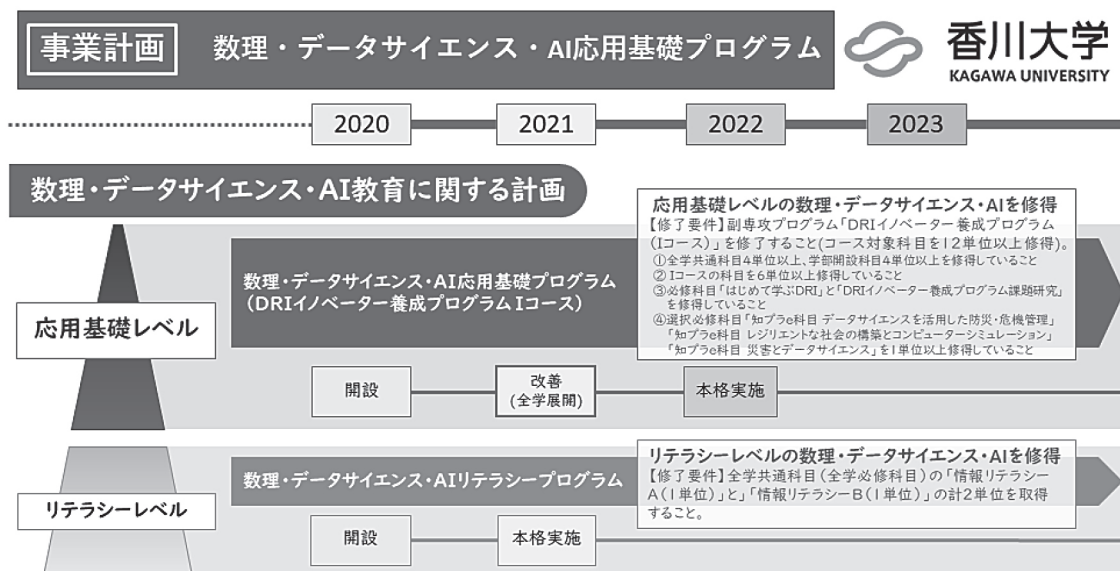 事業計画 数理・データサイエンス・AI応用基礎プログラム
香川大学
KAGAWA UNIVERSITY
2020 2021 2022 2023
数理・データサイエンス・AI教育に関する計画
応用基礎レベル
数理・データサイエンス・AI応用基礎プログラム
(DRIイノベーター養成プログラム Iコース)
応用基礎レベルの数理・データサイエンス・AIを修得
【修了要件】副専攻プログラム「DRIイノベーター養成プログラム
(Iコース)」を修了すること(コース対象科目を12単位以上修得)。
①全学共通科目4単位以上、学部開設科目4単位以上を修得していること
② Iコースの科目を6単位以上修得していること
③必修科目「はじめて学ぶDRI」と「DRIイノベーター養成プログラム課題研究」
を修得していること
④選択必修科目「知プラe科目 データサイエンスを活用した防災・危機管理」
「知プラe科目 レジリエントな社会の構築とコンピューターシミュレーション」
「知プラe科目 災害とデータサイエンス」を1単位以上修得していること
開設 改善 本格実施
(全学展開)
リテラシーレベル
数理・データサイエンス・AIリテラシープログラム
リテラシーレベルの数理・データサイエンス・AIを修得
【修了要件】全学共通科目(全学必修科目)の「情報リテラシー
A(1単位)」と「情報リテラシーB(1単位)」の計2単位を取得
すること。
開設 本格実施